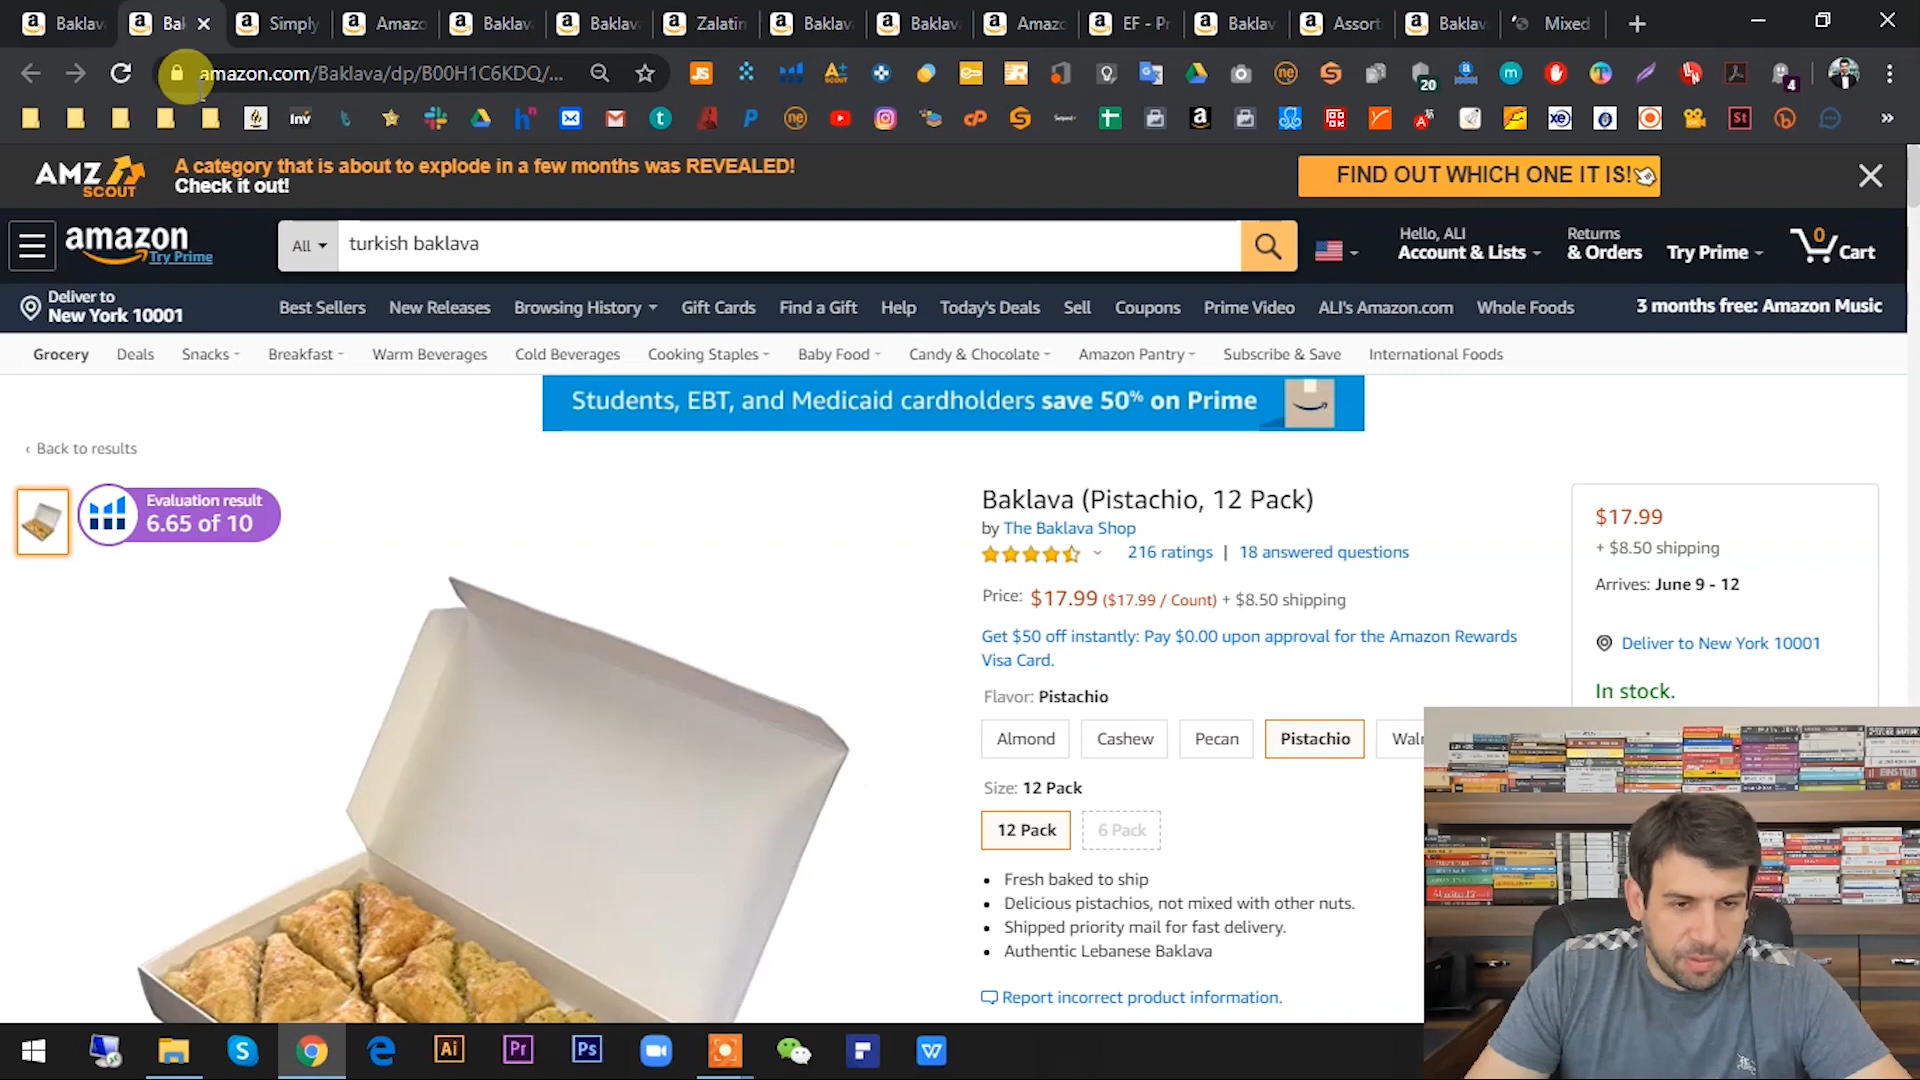 Baklav
Bak
Simply
Amazo
Baklav
Baklav
Zalatin
Baklav
Baklav
Amazo
EF - Pr
Baklav
Assort
Baklav
Mixed
amazon.com/Baklava/dp/B00H1C6KDQ/...
AMZ SCOUT
A category that is about to explode in a few months was REVEALED!
Check it out!
FIND OUT WHICH ONE IT IS!
amazon
Try Prime
All
turkish baklava
Hello, ALI
Account & Lists
Returns
& Orders
Try Prime
0
Cart
Deliver to
New York 10001
Best Sellers New Releases Browsing History Gift Cards Find a Gift Help Today's Deals Sell Coupons Prime Video ALI's Amazon.com Whole Foods
3 months free: Amazon Music
Grocery Deals Snacks Breakfast Warm Beverages Cold Beverages Cooking Staples Baby Food Candy & Chocolate Amazon Pantry Subscribe & Save International Foods
Students, EBT, and Medicaid cardholders save 50% on Prime
‹ Back to results
Evaluation result
6.65 of 10
Baklava (Pistachio, 12 Pack)
by The Baklava Shop
216 ratings | 18 answered questions
Price: $17.99 ($17.99 / Count) + $8.50 shipping
Get $50 off instantly: Pay $0.00 upon approval for the Amazon Rewards
Visa Card.
Flavor: Pistachio
Almond Cashew Pecan Pistachio Waln
Size: 12 Pack
12 Pack 6 Pack
• Fresh baked to ship
• Delicious pistachios, not mixed with other nuts.
• Shipped priority mail for fast delivery.
• Authentic Lebanese Baklava
Report incorrect product information.
$17.99
+ $8.50 shipping
Arrives: June 9 - 12
Deliver to New York 10001
In stock.